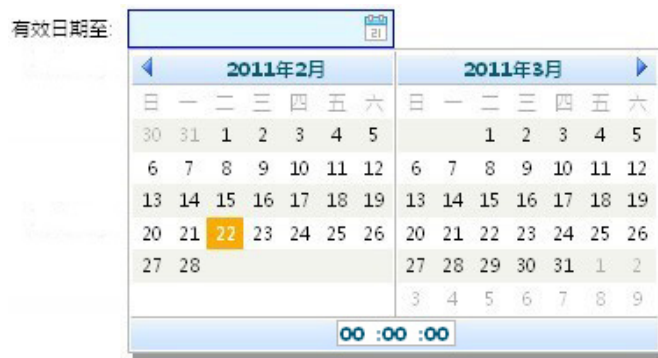 有效日期至:
21
2011年2月 2011年3月
日 一 二 三 四 五 六 日 一 二 三 四 五 六
30 31 1 2 3 4 5 1 2 3 4 5
6 7 8 9 10 11 12 6 7 8 9 10 11 12
13 14 15 16 17 18 19 13 14 15 16 17 18 19
20 21 22 23 24 25 26 20 21 22 23 24 25 26
27 28 27 28 29 30 31 1 2
3 4 5 6 7 8 9
00 :00 :00